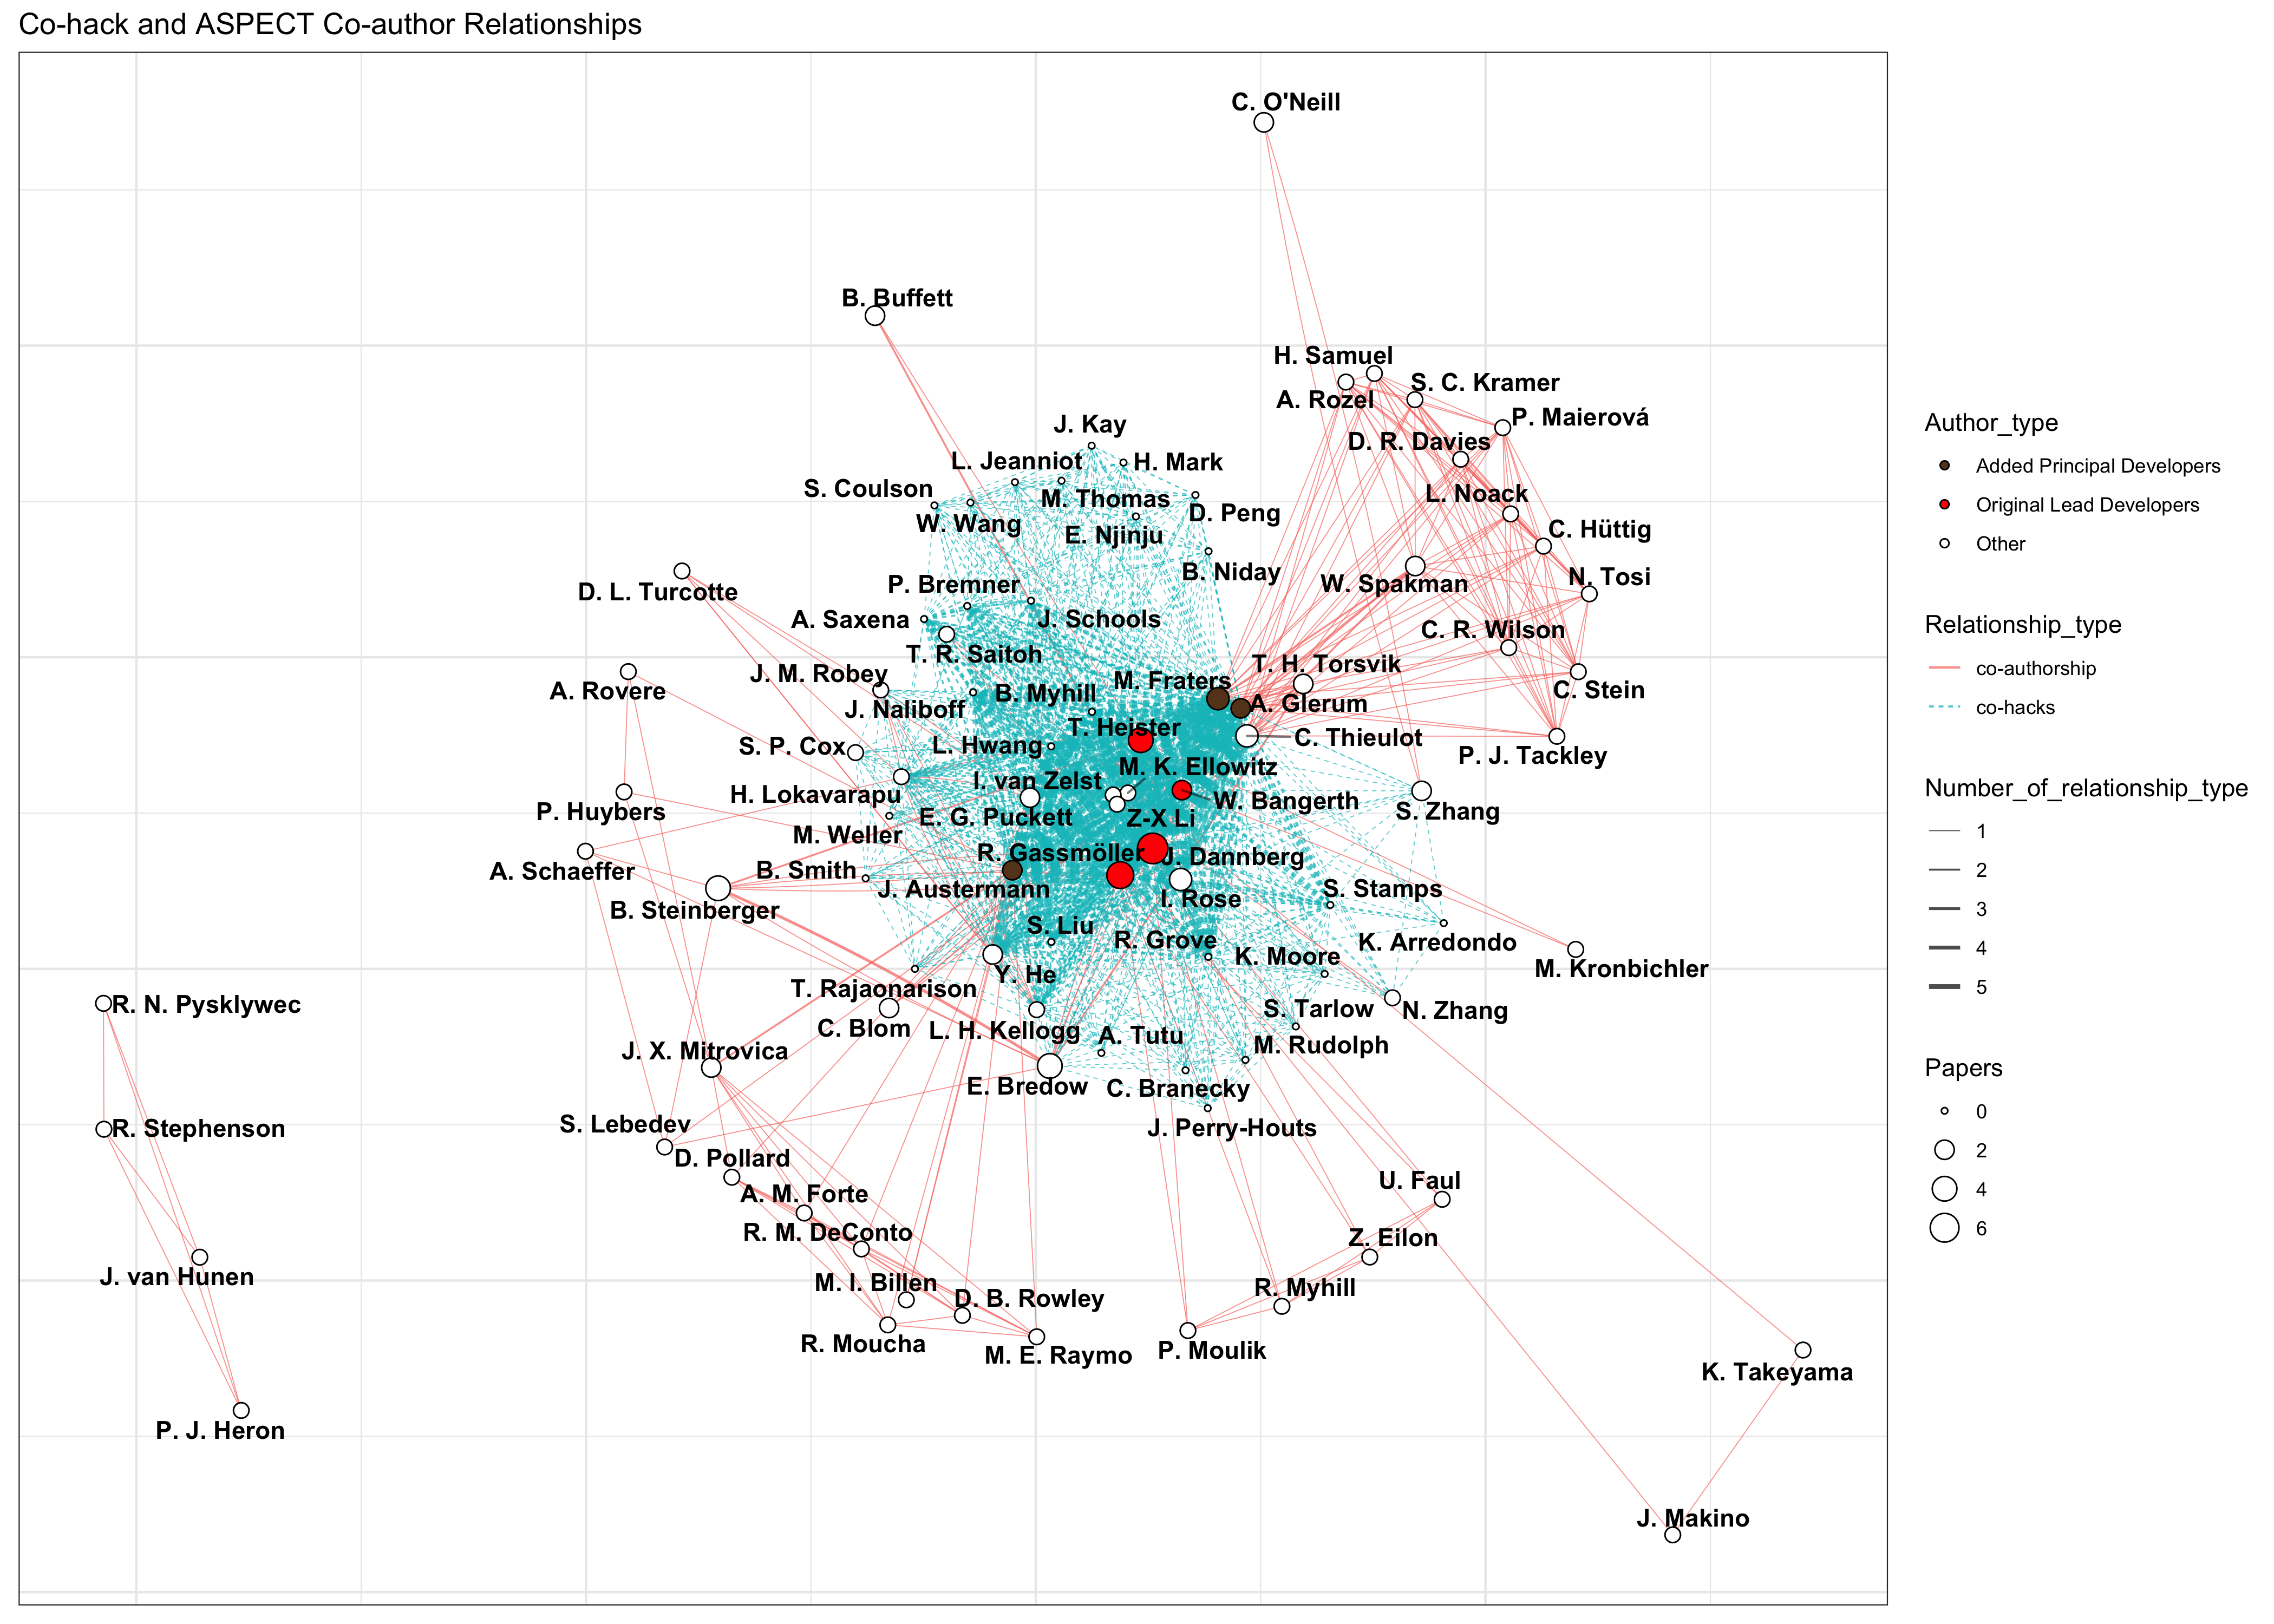 Co-hack and ASPECT Co-author Relationships
C. O'Neill
B. Buffett
H. Samuel
S. C. Kramer
A. Rozel
P. Maierová
J. Kay
D. R. Davies
L. Jeanniot
H. Mark
S. Coulson
M. Thomas
L. Noack
W. Wang
D. Peng
E. Njinju
C. Hüttig
B. Niday
N. Tosi
P. Bremner
W. Spakman
D. L. Turcotte
A. Saxena
J. Schools
C. R. Wilson
T. R. Saitoh
T. H. Torsvik
J. M. Robey
M. Fraters
A. Rovere
B. Myhill
C. Stein
J. Naliboff
A. Glerum
T. Heister
S. P. Cox
L. Hwang
C. Thieulot
P. J. Tackley
M. K. Ellowitz
I. van Zelst
H. Lokavarapu
W. Bangerth
P. Huybers
E. G. Puckett
Z-X Li
S. Zhang
M. Weller
R. Gassmöller
J. Dannberg
A. Schaeffer
B. Smith
J. Austermann
S. Stamps
I. Rose
B. Steinberger
S. Liu
R. Grove
K. Arredondo
K. Moore
M. Kronbichler
Y. He
T. Rajaonarison
R. N. Pysklywec
S. Tarlow
N. Zhang
C. Blom
L. H. Kellogg
A. Tutu
M. Rudolph
J. X. Mitrovica
E. Bredow
C. Branecky
S. Lebedev
R. Stephenson
J. Perry-Houts
D. Pollard
U. Faul
A. M. Forte
R. M. DeConto
Z. Eilon
J. van Hunen
M. I. Billen
R. Myhill
D. B. Rowley
R. Moucha
P. Moulik
M. E. Raymo
K. Takeyama
P. J. Heron
J. Makino
Author_type
Added Principal Developers
Original Lead Developers
Other
Relationship_type
co-authorship
co-hacks
Number_of_relationship_type
1
2
3
4
5
Papers
0
2
4
6